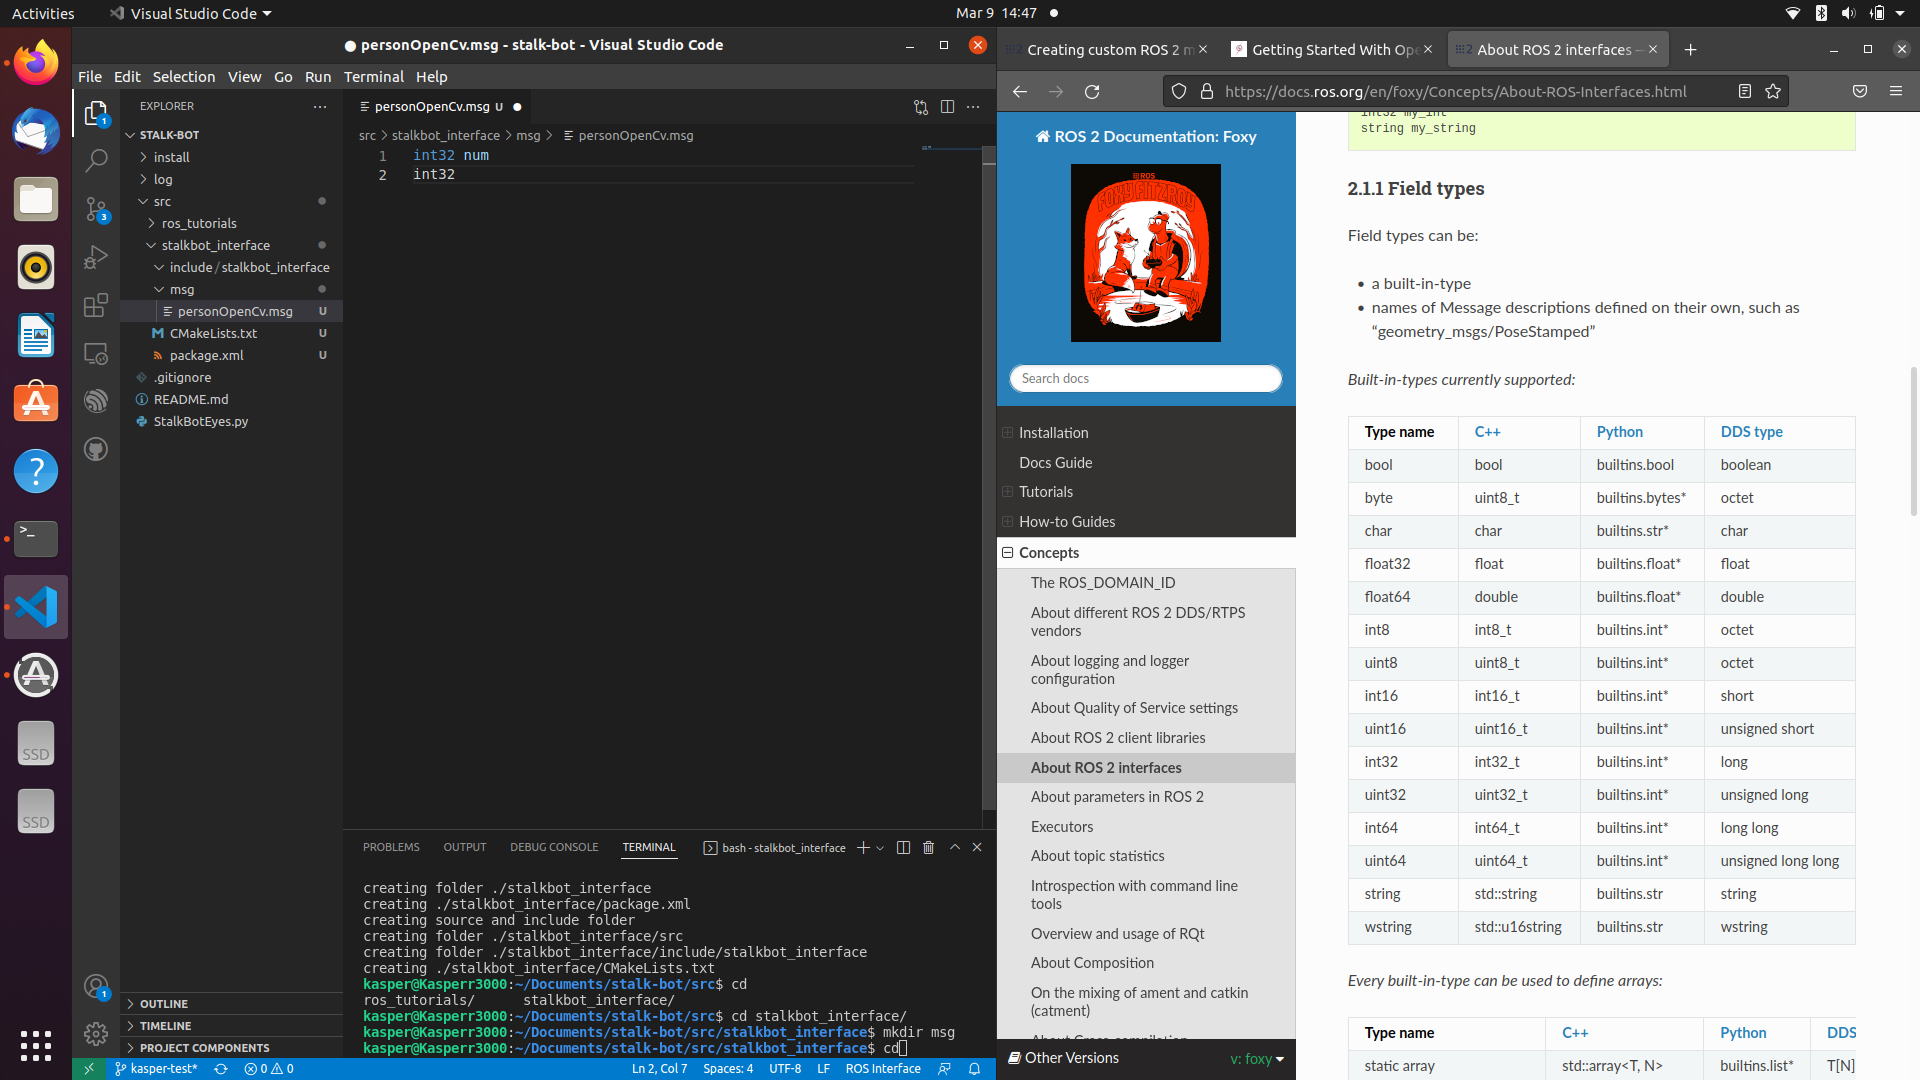 Activities
Visual Studio Code
Mar 9 14:47
personOpenCv.msg - stalk-bot - Visual Studio Code
File Edit Selection View Go Run Terminal Help
EXPLORER
STALK-BOT
install
log
src
ros_tutorials
stalkbot_interface
include/stalkbot_interface
msg
personOpenCv.msg U
CMakeLists.txt U
package.xml U
.gitignore
README.md
StalkBotEyes.py
OUTLINE
TIMELINE
PROJECT COMPONENTS
1
3
1
SSD
SSD
personOpenCv.msg U
src > stalkbot_interface > msg > personOpenCv.msg
1 int32 num
2 int32
PROBLEMS OUTPUT DEBUG CONSOLE TERMINAL
bash - stalkbot_interface
creating folder ./stalkbot_interface
creating ./stalkbot_interface/package.xml
creating source and include folder
creating folder ./stalkbot_interface/src
creating folder ./stalkbot_interface/include/stalkbot_interface
creating ./stalkbot_interface/CMakeLists.txt
kasper@Kasperr3000:~/Documents/stalk-bot/src$ cd
ros_tutorials/ stalkbot_interface/
kasper@Kasperr3000:~/Documents/stalk-bot/src$ cd stalkbot_interface/
kasper@Kasperr3000:~/Documents/stalk-bot/src/stalkbot_interface$ mkdir msg
kasper@Kasperr3000:~/Documents/stalk-bot/src/stalkbot_interface$ cd
kasper-test* 0 0 Ln 2, Col 7 Spaces: 4 UTF-8 LF ROS Interface
Creating custom ROS 2 m
Getting Started With Ope
About ROS 2 interfaces —
https://docs.ros.org/en/foxy/Concepts/About-ROS-Interfaces.html
ROS 2 Documentation: Foxy
ROS
FOXY FITZROY
Search docs
Installation
Docs Guide
Tutorials
How-to Guides
Concepts
The ROS_DOMAIN_ID
About different ROS 2 DDS/RTPS
vendors
About logging and logger
configuration
About Quality of Service settings
About ROS 2 client libraries
About ROS 2 interfaces
About parameters in ROS 2
Executors
About topic statistics
Introspection with command line
tools
Overview and usage of RQt
About Composition
On the mixing of ament and catkin
(catment)
About Cross-compilation
Other Versions v: foxy
int32 my_int
string my_string
2.1.1 Field types
Field types can be:
• a built-in-type
• names of Message descriptions defined on their own, such as
“geometry_msgs/PoseStamped”
Built-in-types currently supported:
Type name C++ Python DDS type
bool bool builtins.bool boolean
byte uint8_t builtins.bytes* octet
char char builtins.str* char
float32 float builtins.float* float
float64 double builtins.float* double
int8 int8_t builtins.int* octet
uint8 uint8_t builtins.int* octet
int16 int16_t builtins.int* short
uint16 uint16_t builtins.int* unsigned short
int32 int32_t builtins.int* long
uint32 uint32_t builtins.int* unsigned long
int64 int64_t builtins.int* long long
uint64 uint64_t builtins.int* unsigned long long
string std::string builtins.str string
wstring std::u16string builtins.str wstring
Every built-in-type can be used to define arrays:
Type name C++ Python DDS
static array std::array<T, N> builtins.list* T[N]